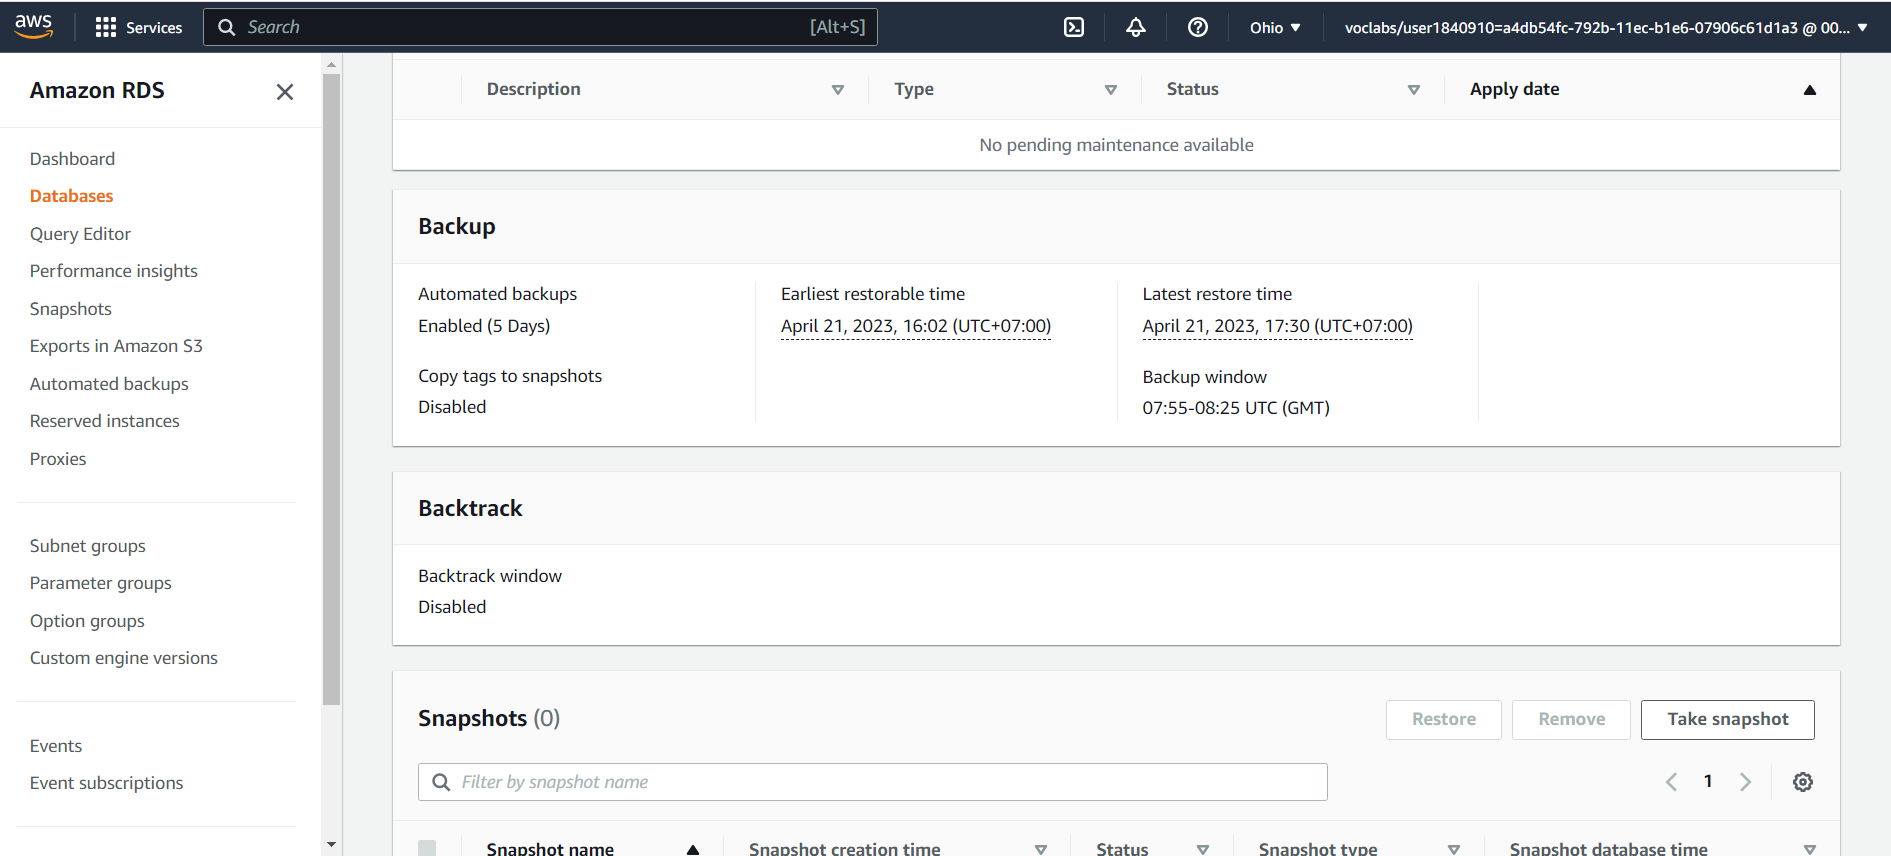 aws
Services
Search
[Alt+S]
Ohio
voclabs/user1840910=a4db54fc-792b-11ec-b1e6-07906c61d1a3 @ 00...
Amazon RDS
Dashboard
Databases
Query Editor
Performance insights
Snapshots
Exports in Amazon S3
Automated backups
Reserved instances
Proxies
Subnet groups
Parameter groups
Option groups
Custom engine versions
Events
Event subscriptions
Description
Type
Status
Apply date
No pending maintenance available
Backup
Automated backups
Enabled (5 Days)
Copy tags to snapshots
Disabled
Earliest restorable time
April 21, 2023, 16:02 (UTC+07:00)
Latest restore time
April 21, 2023, 17:30 (UTC+07:00)
Backup window
07:55-08:25 UTC (GMT)
Backtrack
Backtrack window
Disabled
Snapshots (0)
Restore
Remove
Take snapshot
Filter by snapshot name
1
Snapshot name
Snapshot creation time
Status
Snapshot type
Snapshot database time